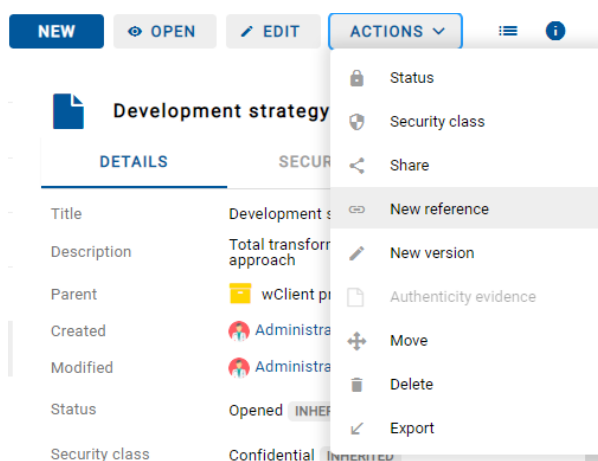 NEW
OPEN
EDIT
ACTIONS
Status
Security class
Share
New reference
New version
Authenticity evidence
Move
Delete
Export
Development strategy
DETAILS
SECUR
Title
Development s
Description
Total transforr
approach
Parent
wClient pr
Created
Administra
Modified
Administra
Status
Opened INHER
Security class
Confidential INHERITED